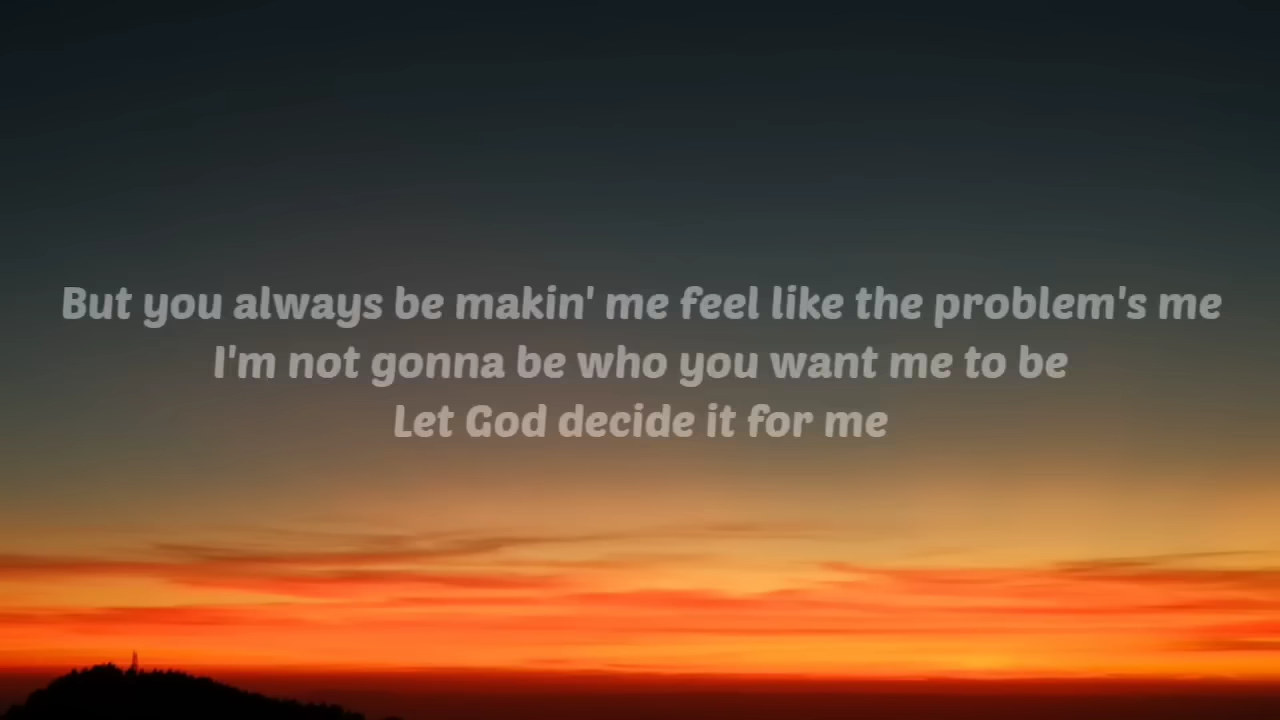 But you always be makin' me feel like the problem's me
I'm not gonna be who you want me to be
Let God decide it for me